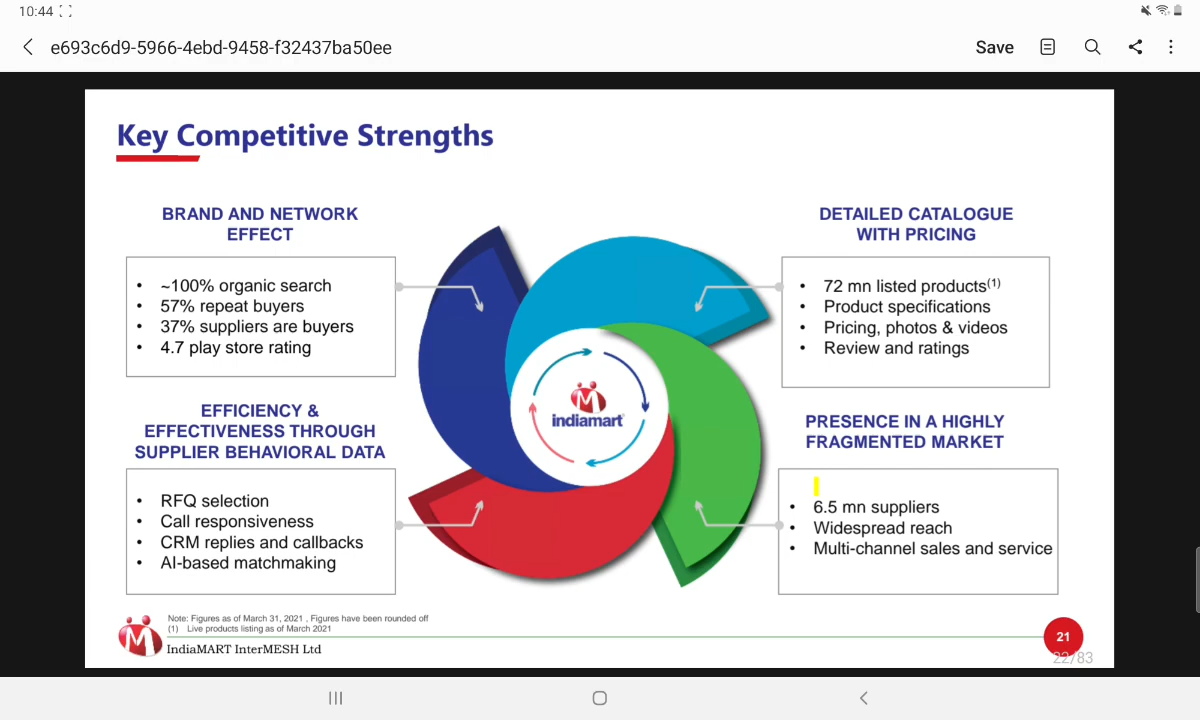 10:44
e693c6d9-5966-4ebd-9458-f32437ba50ee
Save
Key Competitive Strengths
BRAND AND NETWORK
EFFECT
• ~100% organic search
• 57% repeat buyers
• 37% suppliers are buyers
• 4.7 play store rating
EFFICIENCY &
EFFECTIVENESS THROUGH
SUPPLIER BEHAVIORAL DATA
• RFQ selection
• Call responsiveness
• CRM replies and callbacks
• AI-based matchmaking
indiamart
DETAILED CATALOGUE
WITH PRICING
• 72 mn listed products(1)
• Product specifications
• Pricing, photos & videos
• Review and ratings
PRESENCE IN A HIGHLY
FRAGMENTED MARKET
• 6.5 mn suppliers
• Widespread reach
• Multi-channel sales and service
Note: Figures as of March 31, 2021 , Figures have been rounded off
(1) Live products listing as of March 2021
IndiaMART InterMESH Ltd
21
22/83